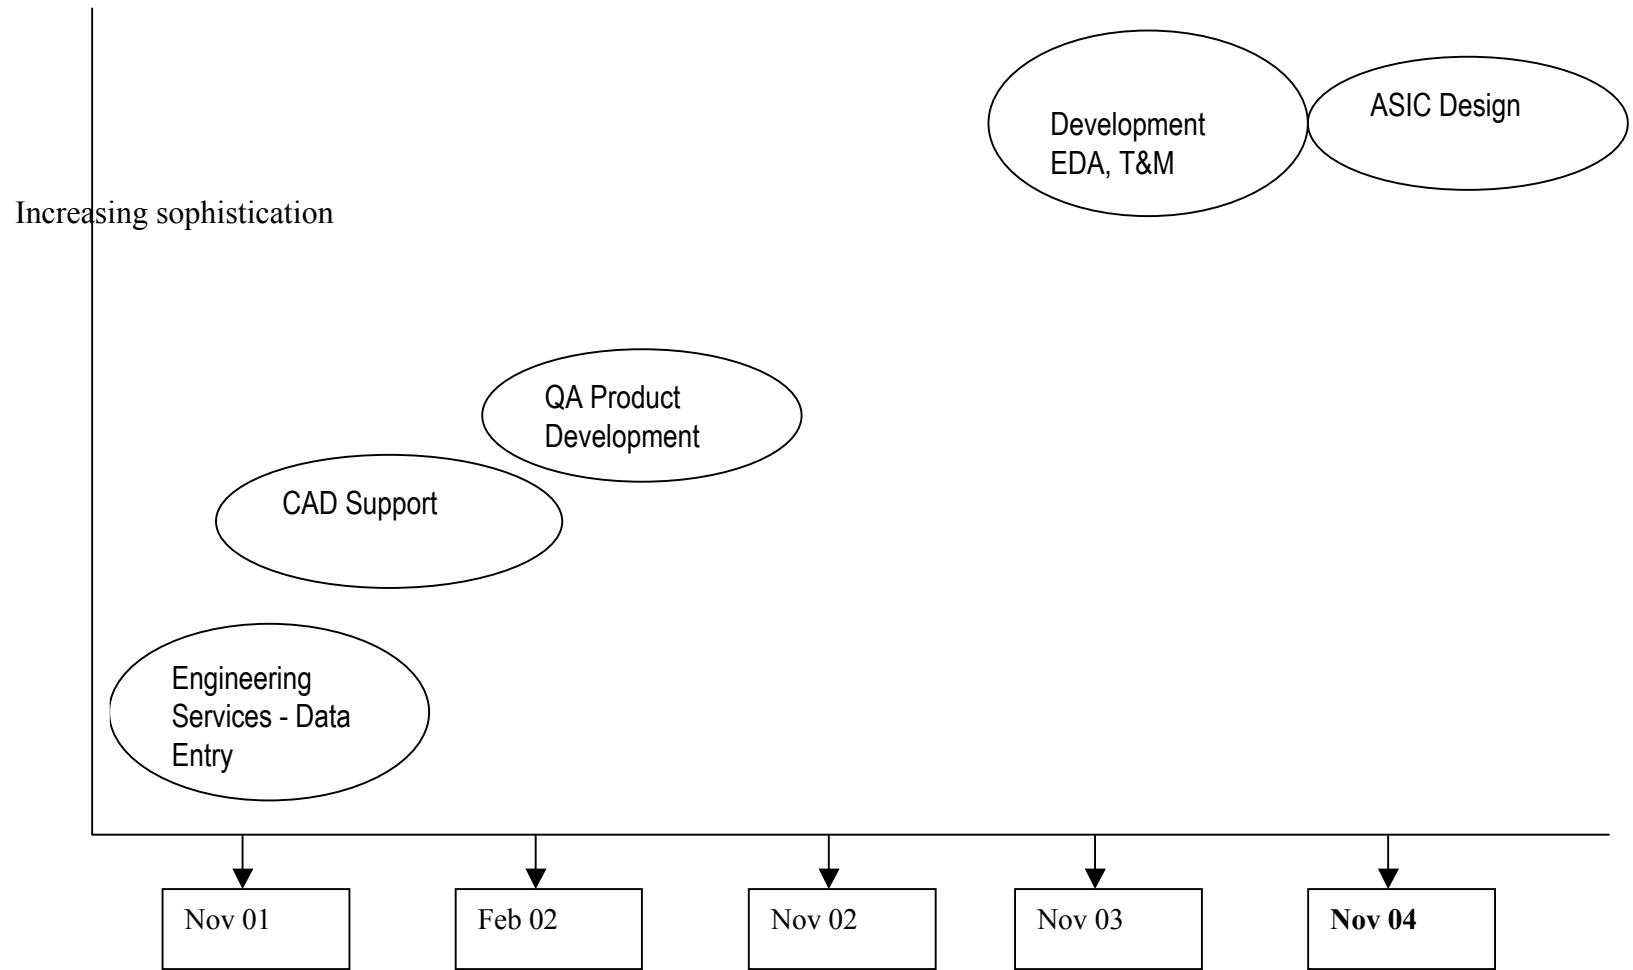 ASIC Design
Development
EDA, T&M
Increasing sophistication
QA Product
Development
CAD Support
Engineering
Services - Data
Entry
Nov 01
Feb 02
Nov 02
Nov 03
Nov 04